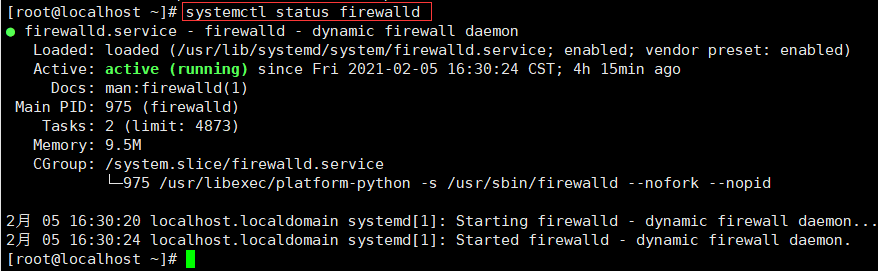 [root@localhost ~]# systemctl status firewalld
● firewalld.service - firewalld - dynamic firewall daemon
   Loaded: loaded (/usr/lib/systemd/system/firewalld.service; enabled; vendor preset: enabled)
   Active: active (running) since Fri 2021-02-05 16:30:24 CST; 4h 15min ago
     Docs: man:firewalld(1)
 Main PID: 975 (firewalld)
    Tasks: 2 (limit: 4873)
   Memory: 9.5M
   CGroup: /system.slice/firewalld.service
           └─975 /usr/libexec/platform-python -s /usr/sbin/firewalld --nofork --nopid

2月 05 16:30:20 localhost.localdomain systemd[1]: Starting firewalld - dynamic firewall daemon...
2月 05 16:30:24 localhost.localdomain systemd[1]: Started firewalld - dynamic firewall daemon.
[root@localhost ~]#